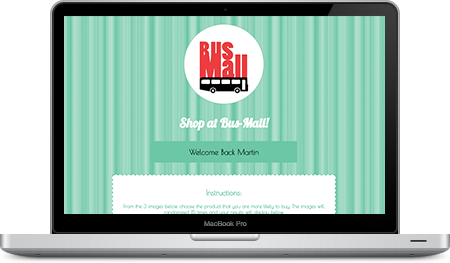 BUS
Mall
Shop at Bus-Mall!
Welcome Back Martin
Instructions:
From the 3 images below choose the product that you are more likely to buy. The images will
randomized 15 times and your results will display below
MacBook Pro